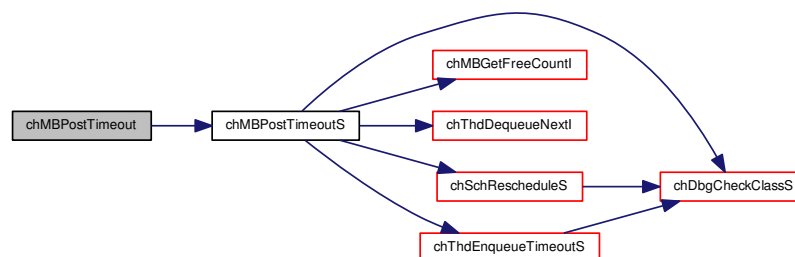 chMBPostTimeout
chMBPostTimeoutS
chMBGetFreeCountI
chThdDequeueNextI
chSchRescheduleS
chThdEnqueueTimeoutS
chDbgCheckClassS